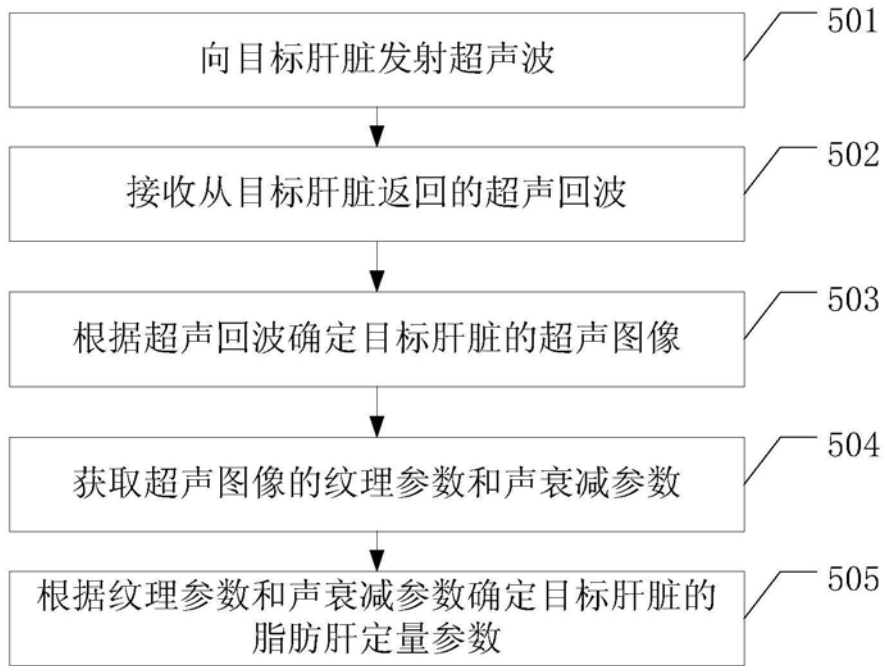 向目标肝脏发射超声波
501
接收从目标肝脏返回的超声回波
502
根据超声回波确定目标肝脏的超声图像
503
获取超声图像的纹理参数和声衰减参数
504
根据纹理参数和声衰减参数确定目标肝脏的
脂肪肝定量参数
505